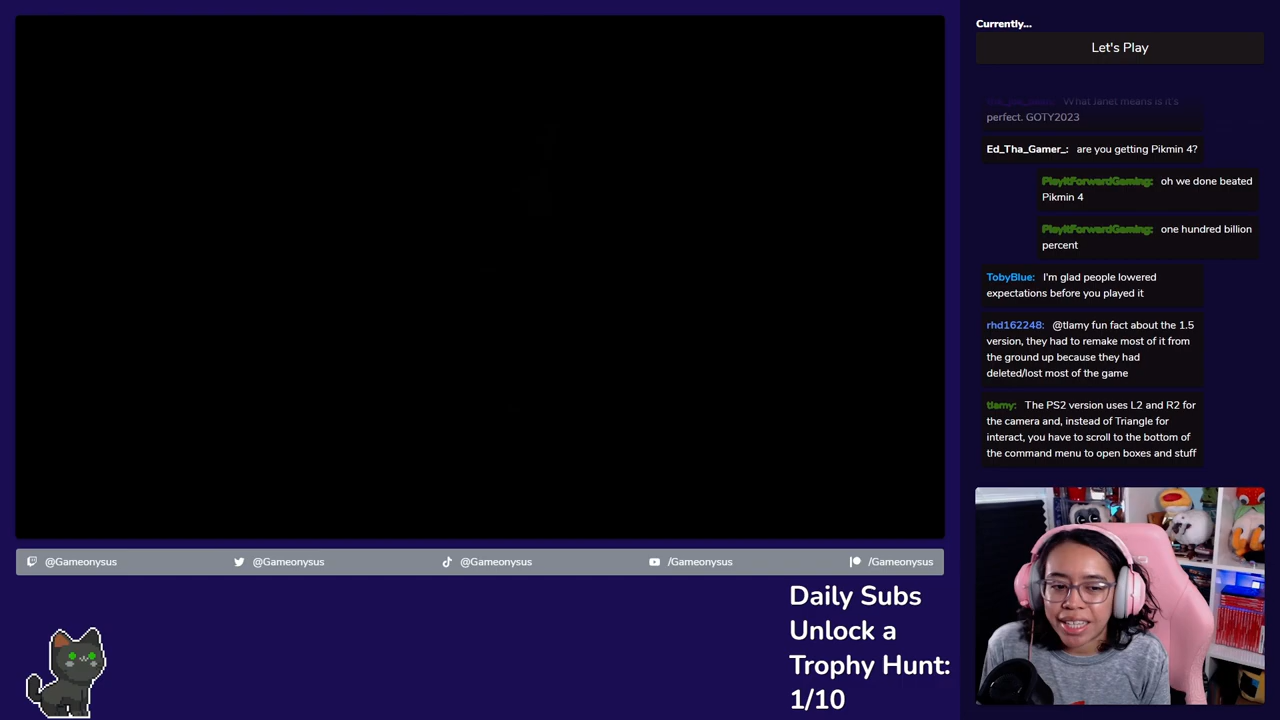 Currently...
Let's Play
What Janet means is it's
perfect. GOTY2023
Ed_Tha_Gamer_: are you getting Pikmin 4?
PlayItForwardGaming: oh we done beated
Pikmin 4
PlayItForwardGaming: one hundred billion
percent
TobyBlue: I'm glad people lowered
expectations before you played it
rhd162248: @tlamy fun fact about the 1.5
version, they had to remake most of it from
the ground up because they had
deleted/lost most of the game
tlamy: The PS2 version uses L2 and R2 for
the camera and, instead of Triangle for
interact, you have to scroll to the bottom of
the command menu to open boxes and stuff
@Gameonysus
@Gameonysus
@Gameonysus
/Gameonysus
/Gameonysus
Daily Subs
Unlock a
Trophy Hunt:
1/10